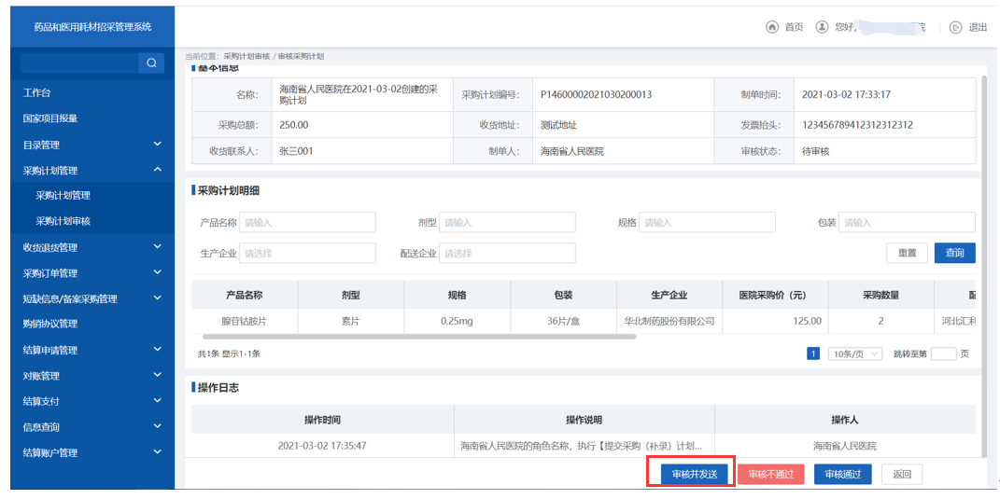 药品和医用耗材招采管理系统
首页 您好, 院 退出
当前位置：采购计划审核 / 审核采购计划
工作台
国家项目报量
目录管理
采购计划管理
采购计划管理
采购计划审核
收货退货管理
采购订单管理
短缺信息/备案采购管理
购销协议管理
结算申请管理
对账管理
结算支付
信息查询
结算账户管理
基本信息
名称： 海南省人民医院在2021-03-02创建的采 采购计划编号： P14600002021030200013 制单时间： 2021-03-02 17:33:17
购计划
采购总额： 250.00 收货地址： 测试地址 发票抬头： 123456789412312312312
收货联系人： 张三001 制单人： 海南省人民医院 审核状态： 待审核
采购计划明细
产品名称 请输入 剂型 请输入 规格 请输入 包装 请输入
生产企业 请选择 配送企业 请选择 重置 查询
产品名称 剂型 规格 包装 生产企业 医院采购价（元） 采购数量
腺苷钴胺片 素片 0.25mg 36片/盒 华北制药股份有限公司 125.00 2 河北汇利
共1条 显示1-1条 1 10条/页 跳转至第 页
操作日志
操作时间 操作说明 操作人
2021-03-02 17:35:47 海南省人民医院的角色名称，执行【提交采购（补录）计划... 海南省人民医院
审核并发送 审核不通过 审核通过 返回